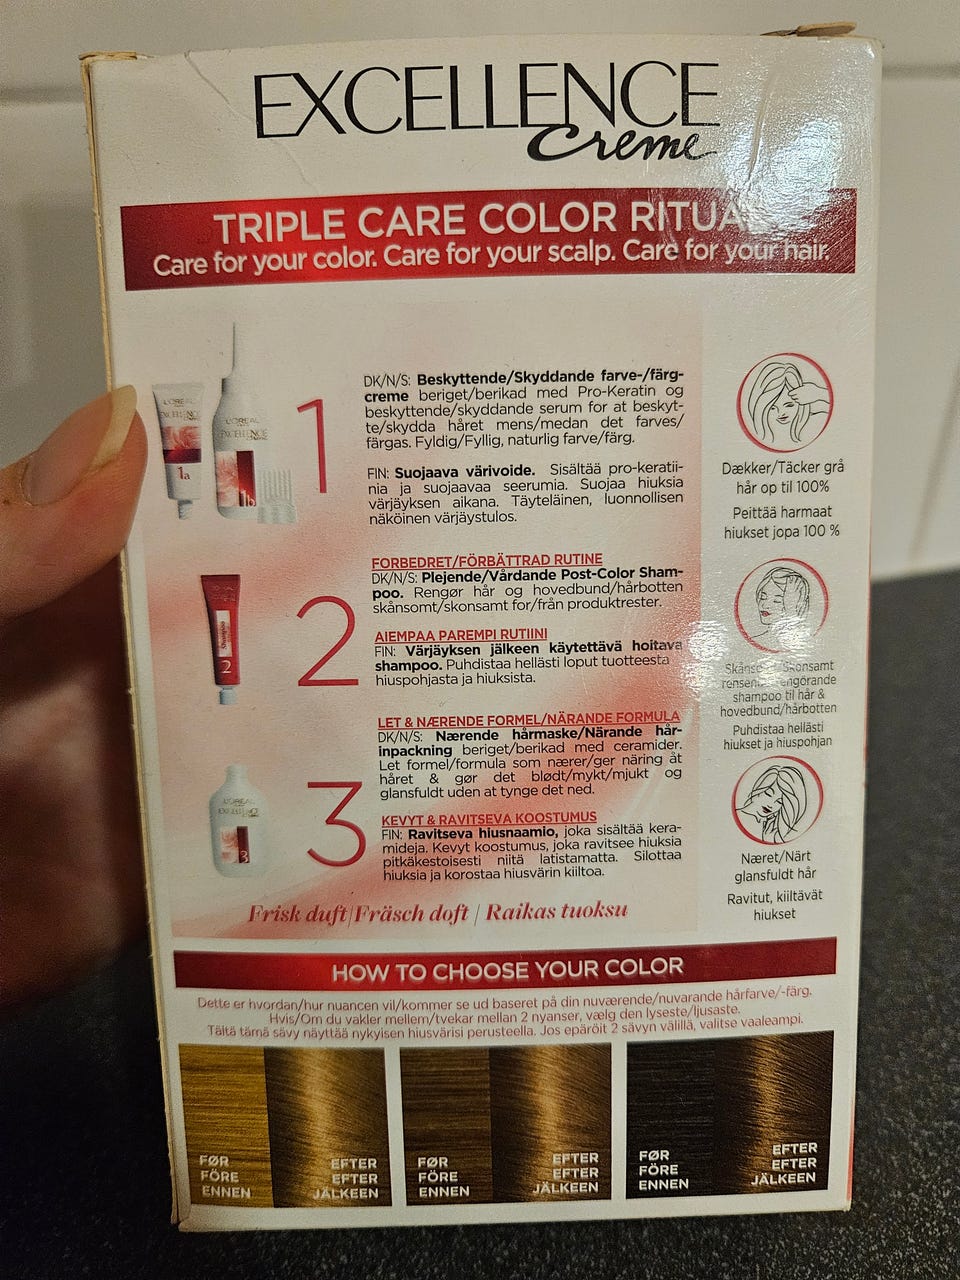 EXCELLENCE
Creme
TRIPLE CARE COLOR RITUAL
Care for your color. Care for your scalp. Care for your hair.
L'ORÉAL
EXCELLENCE
1a
L'ORÉAL
EXCELLENCE
1b
1
DK/N/S: Beskyttende/Skyddande farve-/färg-
creme beriget/berikad med Pro-Keratin og
beskyttende/skyddande serum for at beskyt-
te/skydda håret mens/medan det farves/
färgas. Fyldig/Fyllig, naturlig farve/färg.
FIN: Suojaava värivoide. Sisältää pro-keratii-
nia ja suojaavaa seerumia. Suojaa hiuksia
värjäyksen aikana. Täyteläinen, luonnollisen
näköinen värjäystulos.
Dækker/Täcker grå
hår op til 100%
Peittää harmaat
hiukset jopa 100 %
Shampoo
2
2
FORBEDRET/FÖRBÄTTRAD RUTINE
DK/N/S: Plejende/Vårdande Post-Color Sham-
poo. Rengør hår og hovedbund/hårbotten
skånsomt/skonsamt for/från produktrester.
AIEMPAA PAREMPI RUTIINI
FIN: Värjäyksen jälkeen käytettävä hoitava
shampoo. Puhdistaa hellästi loput tuotteesta
hiuspohjasta ja hiuksista.
Skonsamt
shampoo til hår &
hovedbund/hårbotten
Puhdistaa hellästi
hiukset ja hiuspohjan
L'ORÉAL
EXCELLENCE
3
3
LET & NÆRENDE FORMEL/NÄRANDE FORMULA
DK/N/S: Nærende hårmaske/Närande hår-
inpackning beriget/berikad med ceramider.
Let formel/formula som nærer/ger näring åt
håret & gør det blødt/mykt/mjukt og
glansfuldt uden at tynge det ned.
KEVYT & RAVITSEVA KOOSTUMUS
FIN: Ravitseva hiusnaamio, joka sisältää kera-
mideja. Kevyt koostumus, joka ravitsee hiuksia
pitkäkestoisesti niitä latistamatta. Silottaa
hiuksia ja korostaa hiusvärin kiiltoa.
Næret/Närt
glansfuldt hår
Ravitut, kiiltävät
hiukset
Frisk duft/Fräsch doft / Raikas tuoksu
HOW TO CHOOSE YOUR COLOR
Dette er hvordan/hur nuancen vil/kommer se ud baseret på din nuværende/nuvarande hårfarve/-färg.
Hvis/Om du vakler mellem/tvekar mellan 2 nyanser, vælg den lyseste/ljusaste.
Tältä tämä sävy näyttää nykyisen hiusvärisi perusteella. Jos epäröit 2 sävyn välillä, valitse vaaleampi.
FØR
FÖRE
ENNEN
EFTER
EFTER
JÄLKEEN
FØR
FÖRE
ENNEN
EFTER
EFTER
JÄLKEEN
FØR
FÖRE
ENNEN
EFTER
EFTER
JÄLKEEN